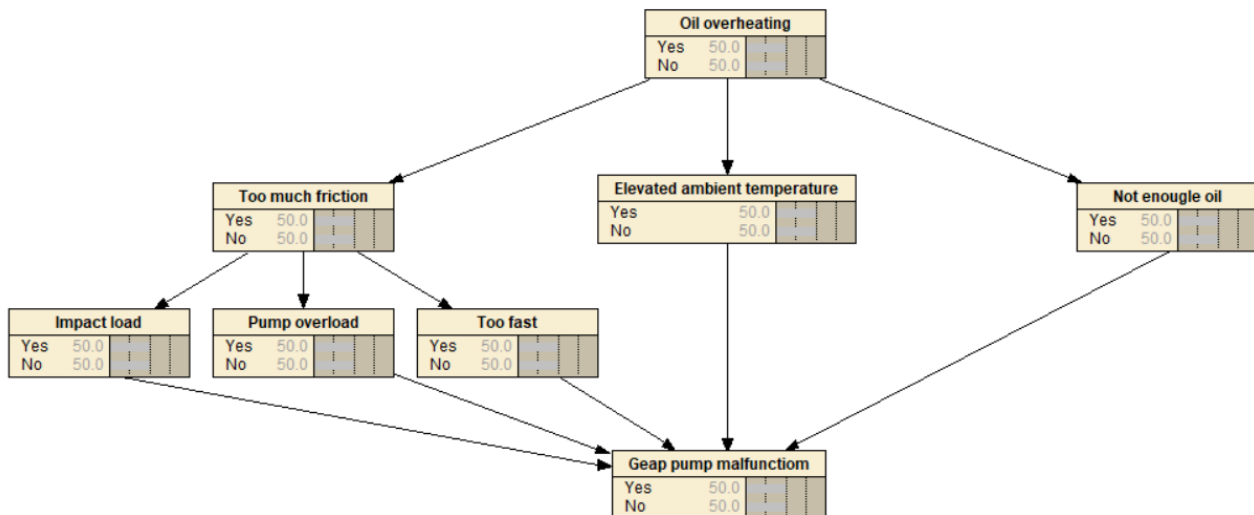 Oil overheating
Yes 50.0
No 50.0
Too much friction
Yes 50.0
No 50.0
Elevated ambient temperature
Yes 50.0
No 50.0
Not enougle oil
Yes 50.0
No 50.0
Impact load
Yes 50.0
No 50.0
Pump overload
Yes 50.0
No 50.0
Too fast
Yes 50.0
No 50.0
Geap pump malfunctiom
Yes 50.0
No 50.0